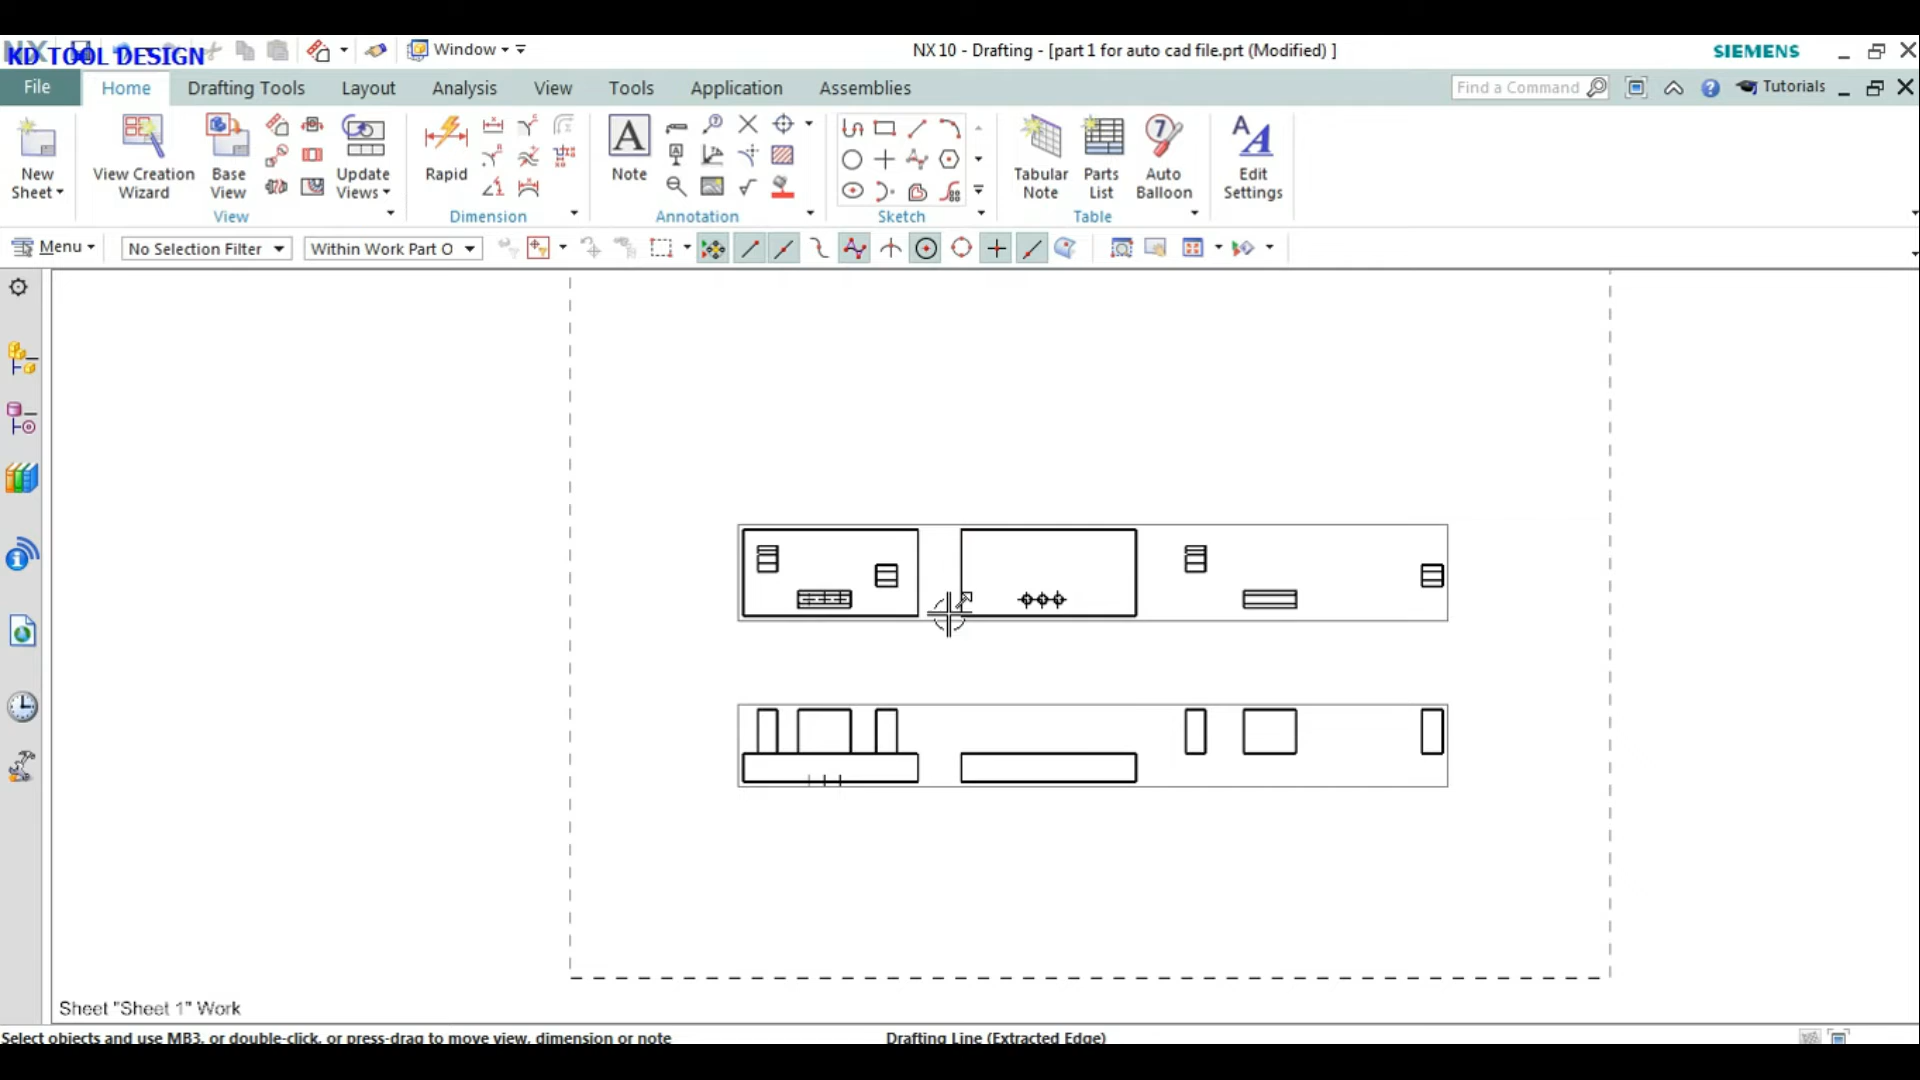 KD TOOL DESIGN
Window
NX 10 - Drafting - [part 1 for auto cad file.prt (Modified) ]
SIEMENS
File
Home
Drafting Tools
Layout
Analysis
View
Tools
Application
Assemblies
Find a Command
Tutorials
New
Sheet
View Creation
Wizard
Base
View
Update
Views
View
Rapid
Dimension
A
Note
Annotation
Sketch
Tabular
Note
Parts
List
7
Auto
Balloon
Table
Edit
Settings
Menu
No Selection Filter
Within Work Part O
Sheet "Sheet 1" Work
Select objects and use MB3, or double-click, or press-drag to move view, dimension or note
Drafting Line (Extracted Edge)